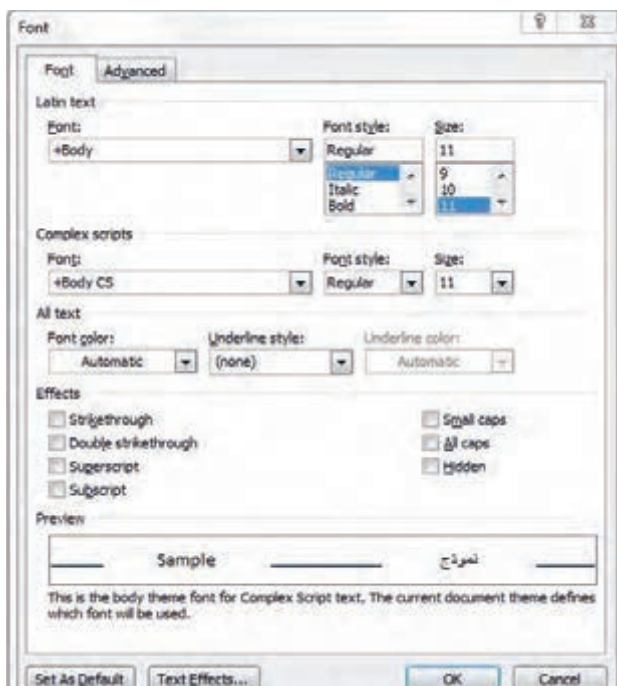 Font
Font Advanced
Latin text
Font: Font style: Size:
+Body Regular 11
Regular 9
Italic 10
Bold 11
Complex scripts
Font: Font style: Size:
+Body CS Regular 11
All text
Font color: Underline style: Underline color:
Automatic (none) Automatic
Effects
Strikethrough Small caps
Double strikethrough All caps
Superscript Hidden
Subscript
Preview
Sample نموذج
This is the body theme font for Complex Script text. The current document theme defines
which font will be used.
Set As Default Text Effects... OK Cancel